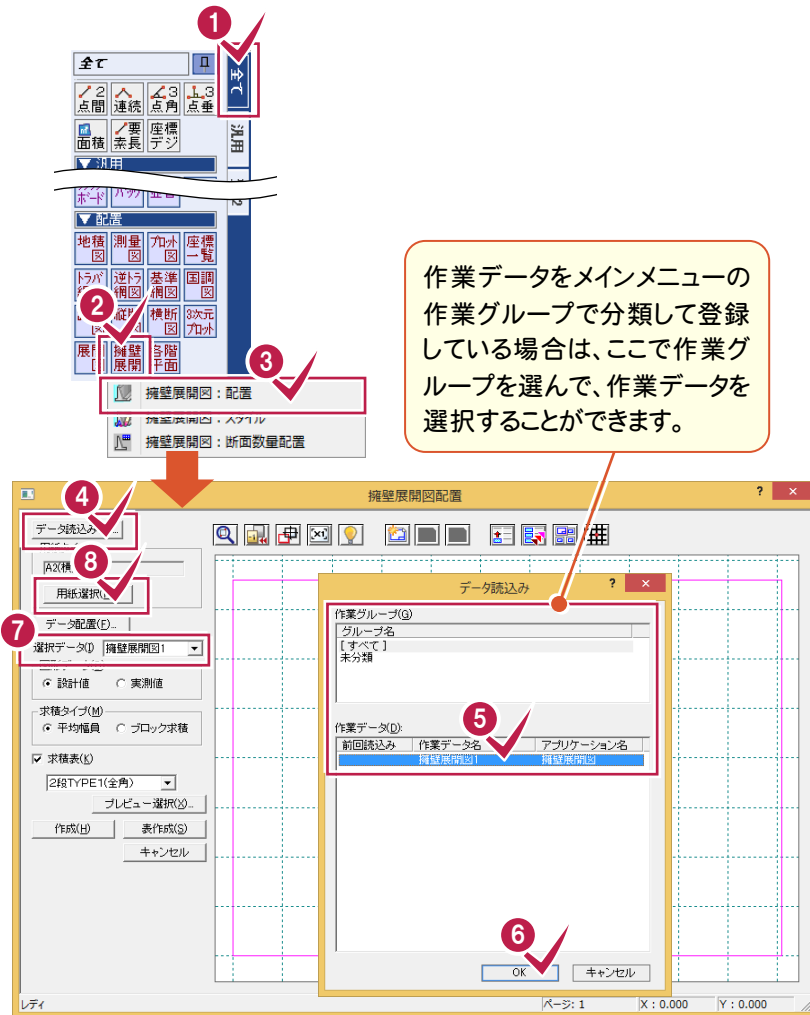 1
全て
全て
2点間
連続
3点角
3点垂
面積
要素長
座標デジ
汎用
▼ 汎用
▼ 配置
地積図
測量図
プロット図
座標一覧
国調図
横断図
3次元プロット
2
擁壁展開
各階平面
3
擁壁展開図：配置
擁壁展開図：スタイル
擁壁展開図：断面数量配置
作業データをメインメニューの
作業グループで分類して登録
している場合は、ここで作業グ
ループを選んで、作業データを
選択することができます。
4
擁壁展開図配置
? ×
データ読込み
8
A2(横
用紙選択(
データ配置(F)...
7
選択データ(I) 擁壁展開図1
設計値 実測値
求積タイプ(M)
平均幅員 ブロック求積
求積表(K)
2段TYPE1(全角)
プレビュー選択(X)...
作成(H) 表作成(S)
キャンセル
データ読込み
? ×
作業グループ(G)
グループ名
[すべて]
未分類
5
作業データ(D):
前回読込み 作業データ名 アプリケーション名
擁壁展開図1 擁壁展開図
6
OK キャンセル
レディ
ページ: 1 X : 0.000 Y : 0.000